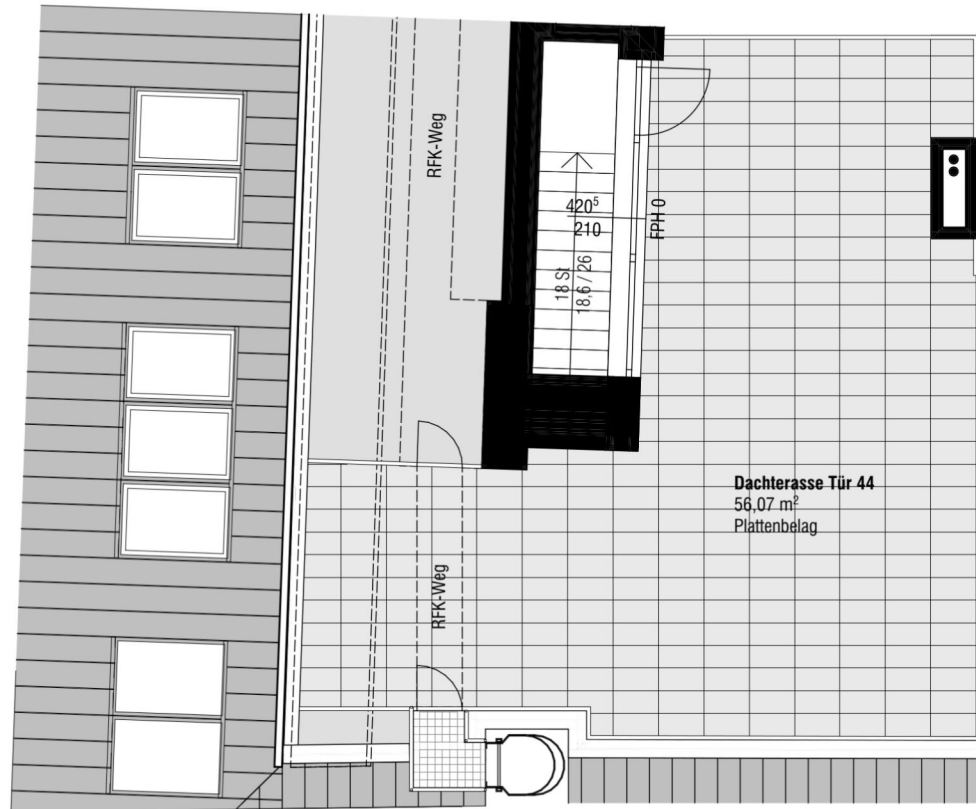 RFK-Weg
420⁵
210
FPH 0
18 St
18,6 / 26
Dachterasse Tür 44
56,07 m²
Plattenbelag
RFK-Weg